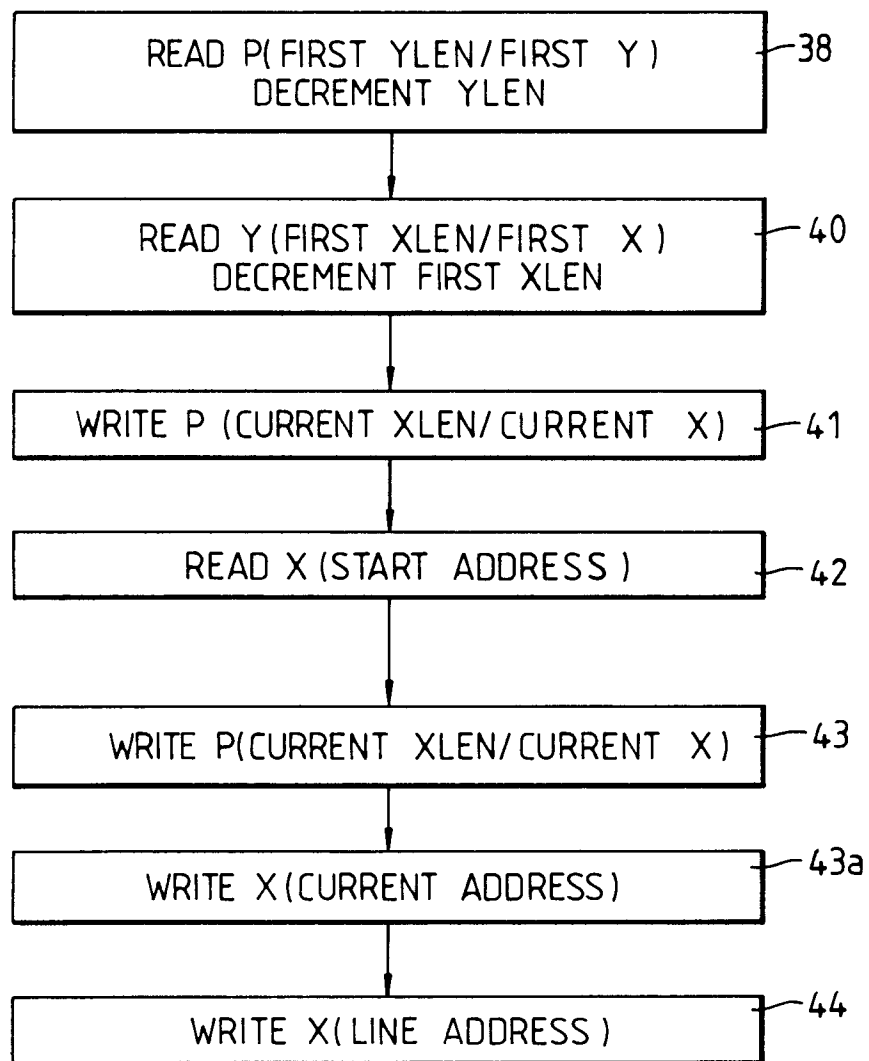 READ P(FIRST YLEN/FIRST Y)
DECREMENT YLEN
38
READ Y(FIRST XLEN/FIRST X)
DECREMENT FIRST XLEN
40
WRITE P (CURRENT XLEN/CURRENT X)
41
READ X(START ADDRESS)
42
WRITE P(CURRENT XLEN/CURRENT X)
43
WRITE X(CURRENT ADDRESS)
43a
WRITE X(LINE ADDRESS)
44